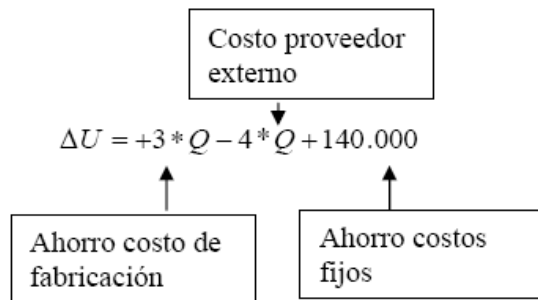 Costo proveedor
externo
ΔU = +3 * Q − 4 * Q + 140.000
Ahorro costo de
fabricación
Ahorro costos
fijos